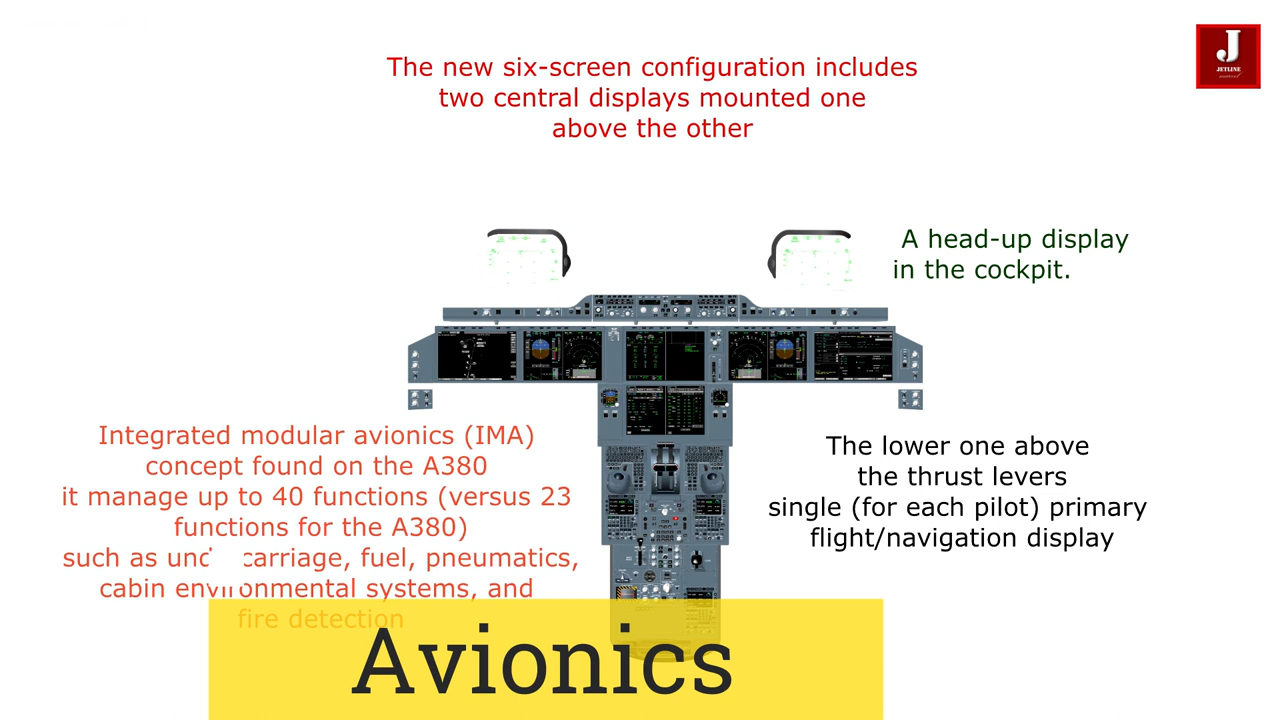 The new six-screen configuration includes
two central displays mounted one
above the other
J
JETLINE
A head-up display
in the cockpit.
Integrated modular avionics (IMA)
concept found on the A380
it manage up to 40 functions (versus 23
functions for the A380)
such as carriage, fuel, pneumatics,
cabin systems, and
fire detection
The lower one above
the thrust levers
single (for each pilot) primary
flight/navigation display
Avionics